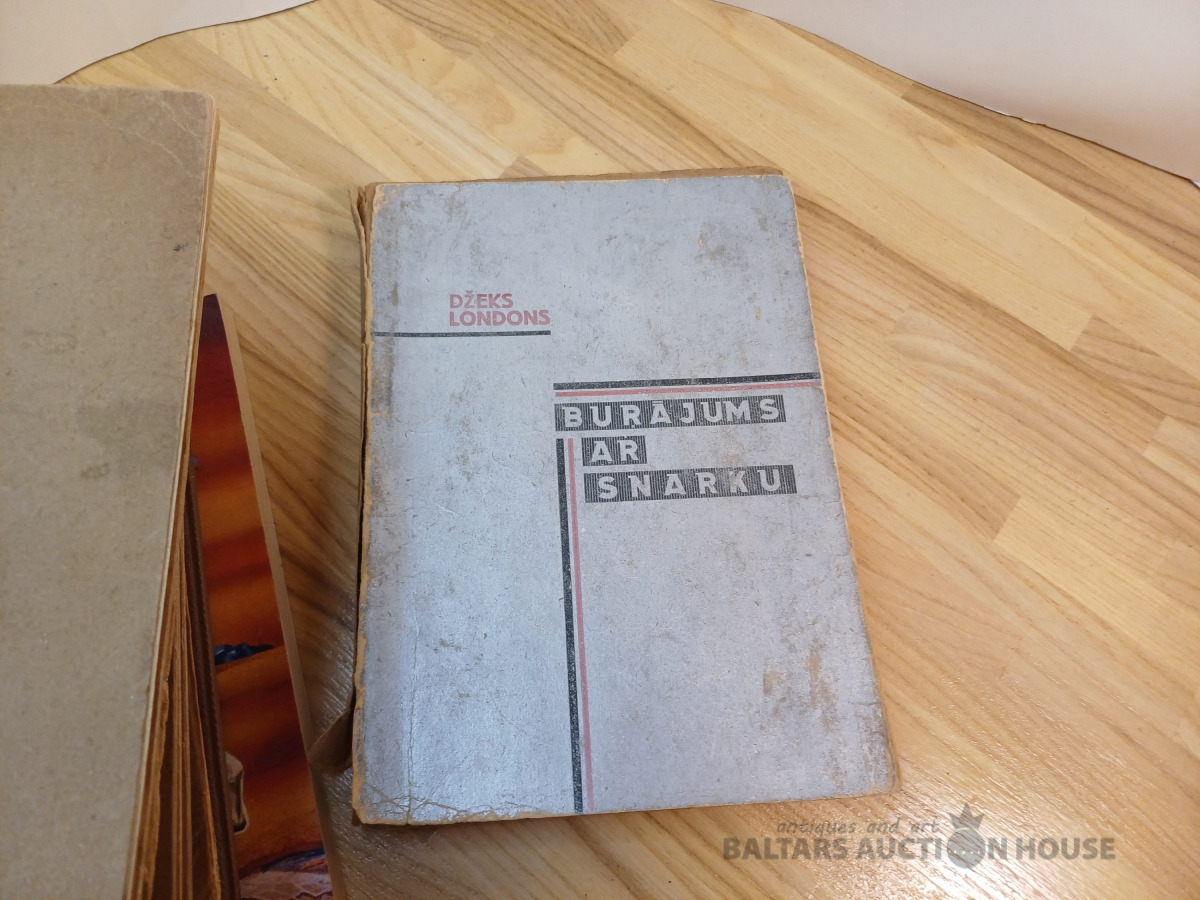 DŽEKS
LONDONS
BURĀJUMS
AR
SNARKU
antiques and art
BALTARS AUCTION HOUSE